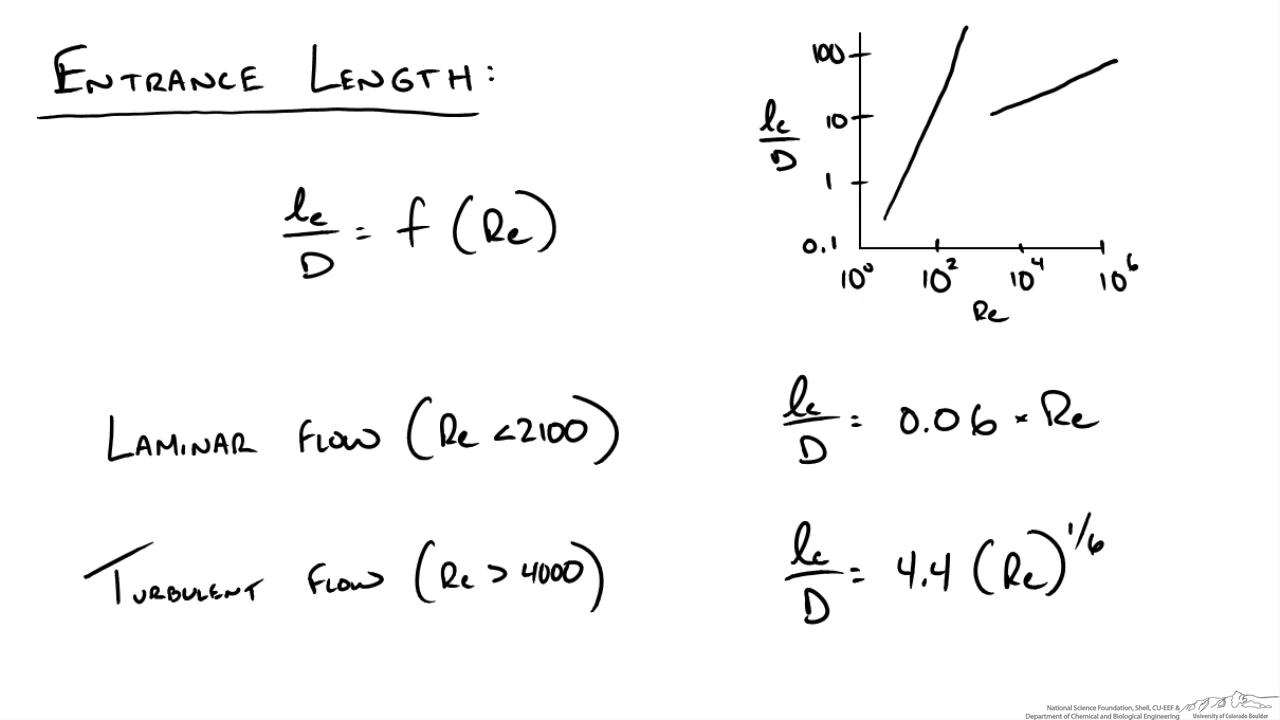 ENTRANCE LENGTH:
le/D = f (Re)
le/D
100
10
1
0.1
10^0 10^2 10^4 10^6
Re
LAMINAR FLOW (Re <2100)
le/D = 0.06 * Re
TURBULENT FLOW (Re > 4000)
le/D = 4.4 (Re)^1/6
National Science Foundation, Shell, CU-EEF &
Department of Chemical and Biological Engineering
University of Colorado Boulder